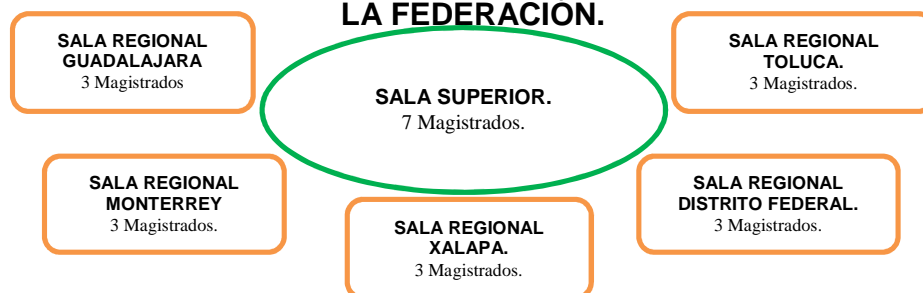 LA FEDERACIÓN.
SALA REGIONAL
GUADALAJARA
3 Magistrados
SALA SUPERIOR.
7 Magistrados.
SALA REGIONAL
TOLUCA.
3 Magistrados.
SALA REGIONAL
MONTERREY
3 Magistrados.
SALA REGIONAL
XALAPA.
3 Magistrados.
SALA REGIONAL
DISTRITO FEDERAL.
3 Magistrados.